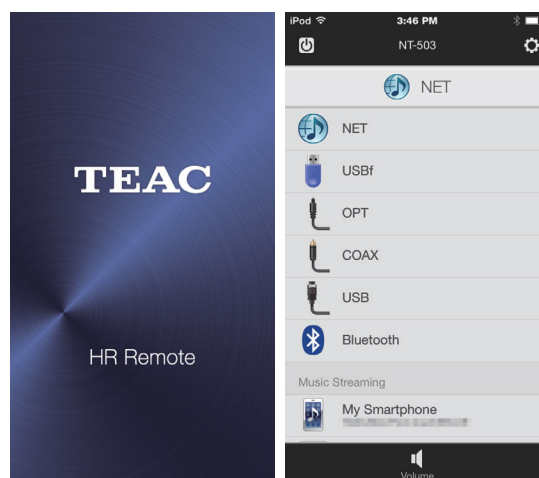 TEAC
HR Remote
iPod 3:46 PM
NT-503
NET
NET
USBf
OPT
COAX
USB
Bluetooth
Music Streaming
My Smartphone
Volume